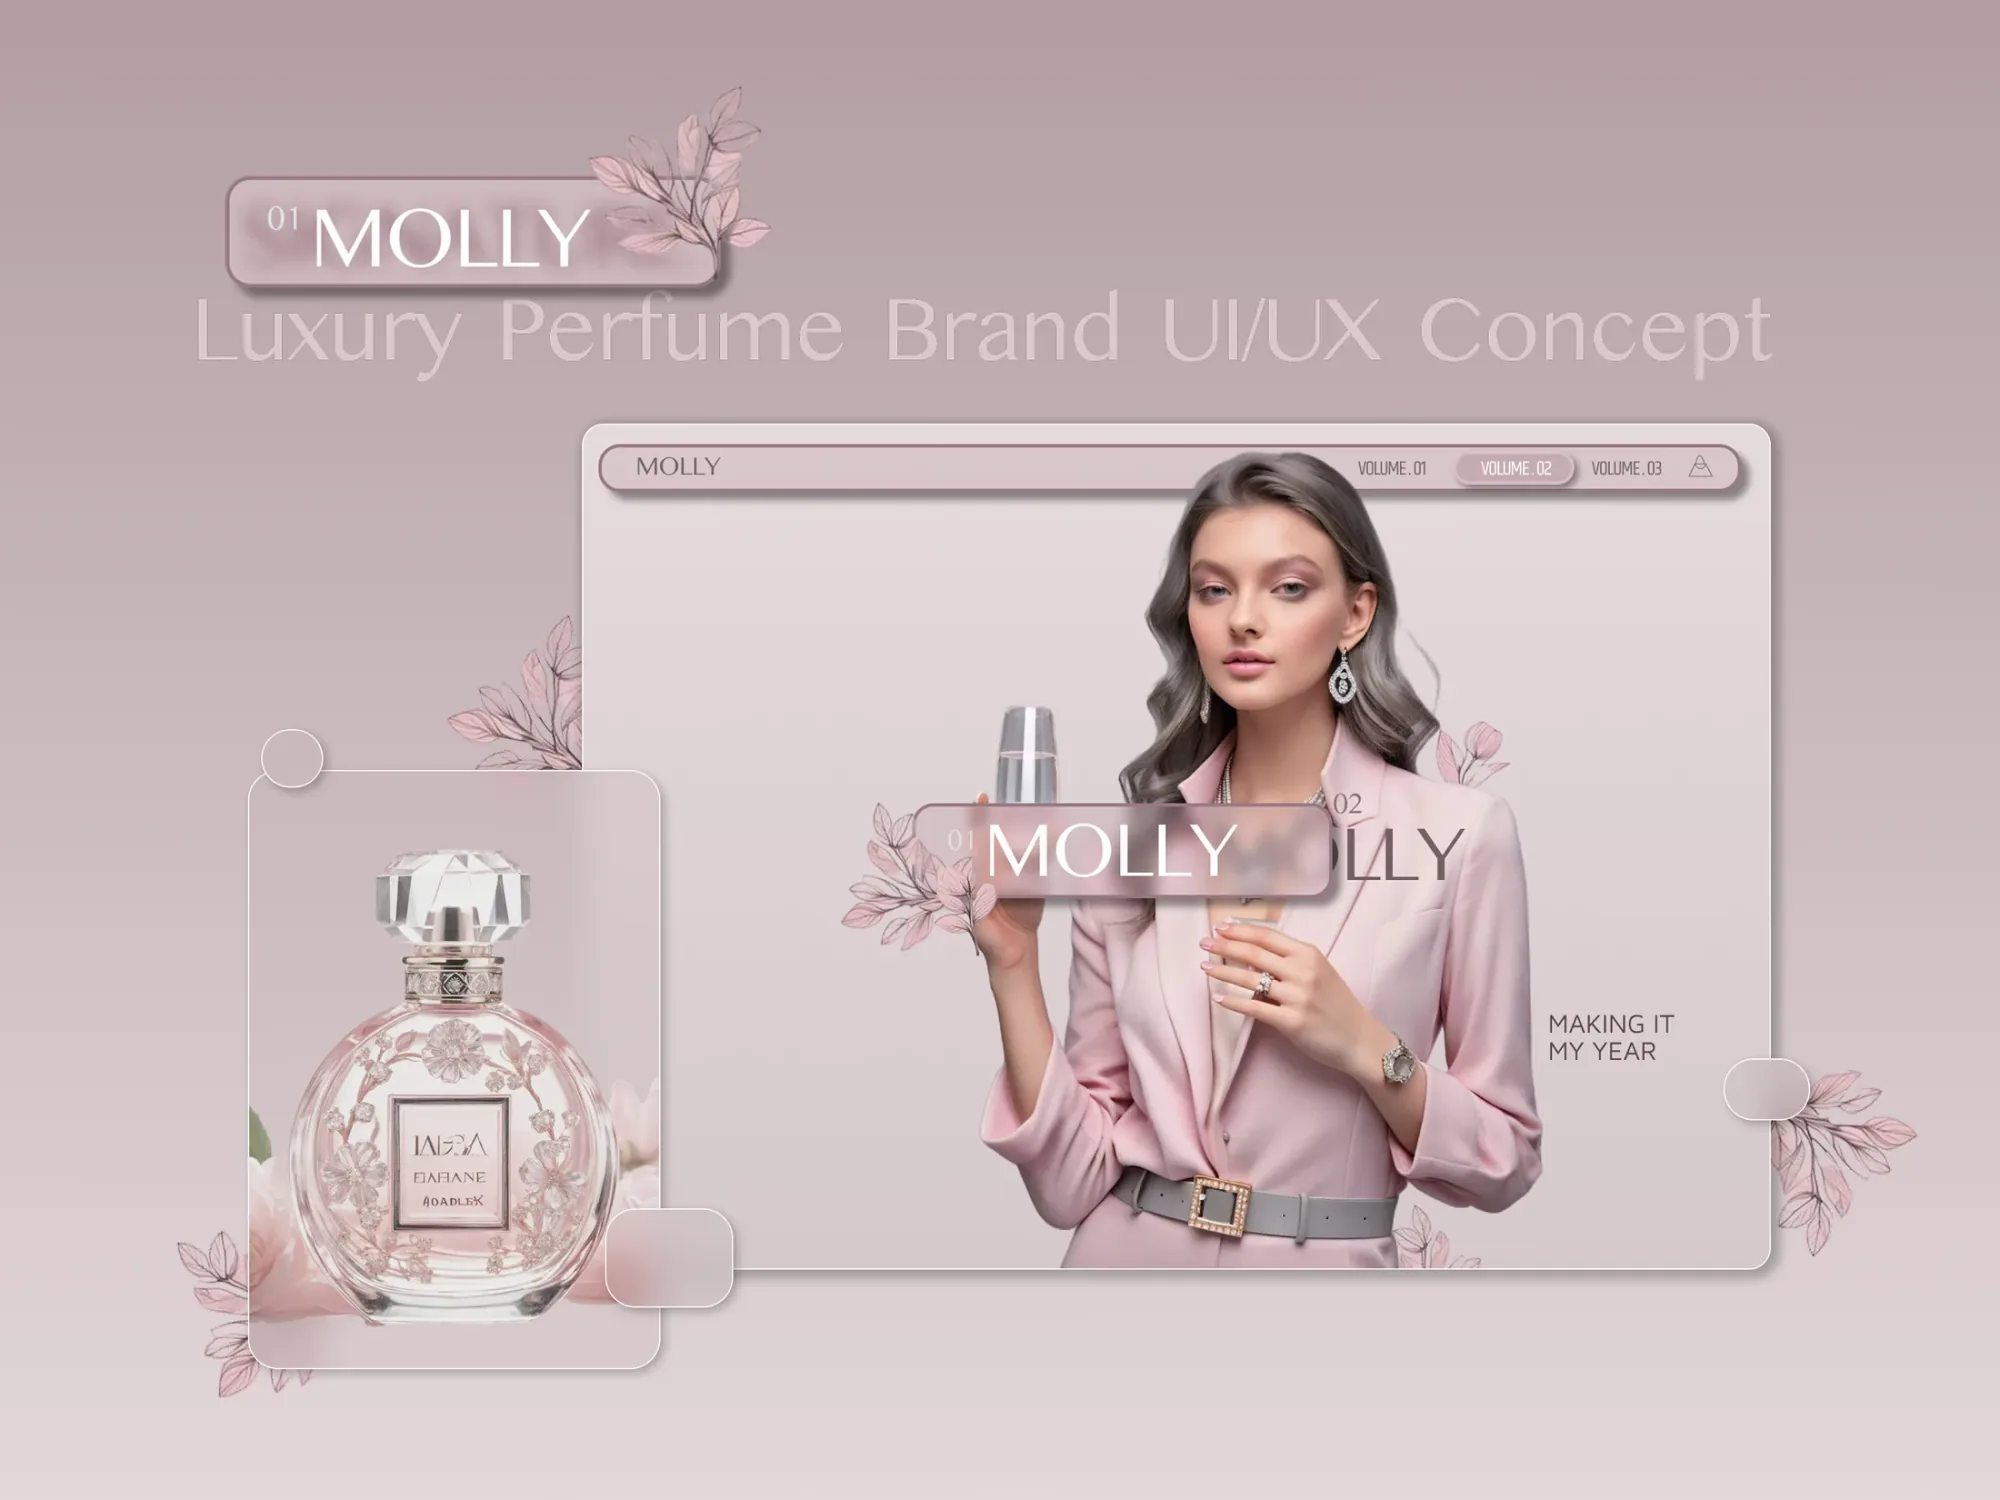 01 MOLLY
Luxury Perfume Brand UI/UX Concept
MOLLY
VOLUME.01
VOLUME.02
VOLUME.03
02
01 MOLLY
LLY
MAKING IT
MY YEAR